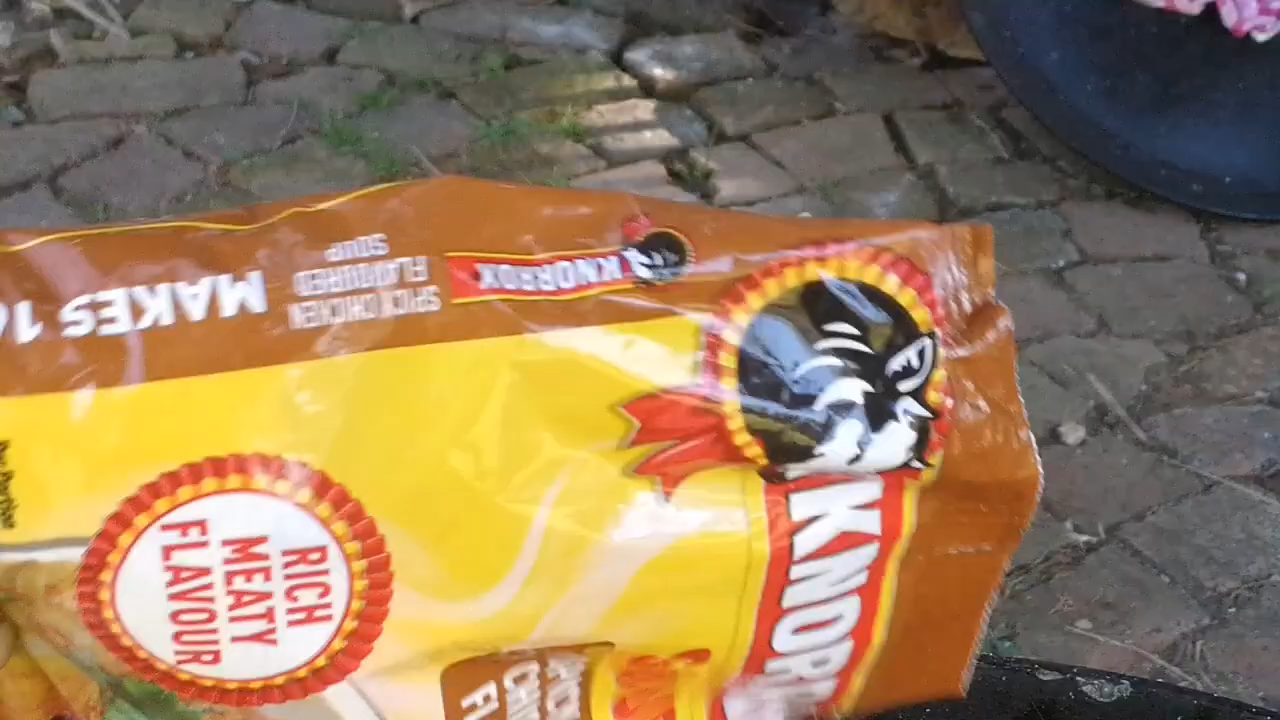 KNORROX
SPICY CHICKEN
FLAVOURED
SOUP
MAKES
KNORR
RICH
MEATY
FLAVOUR